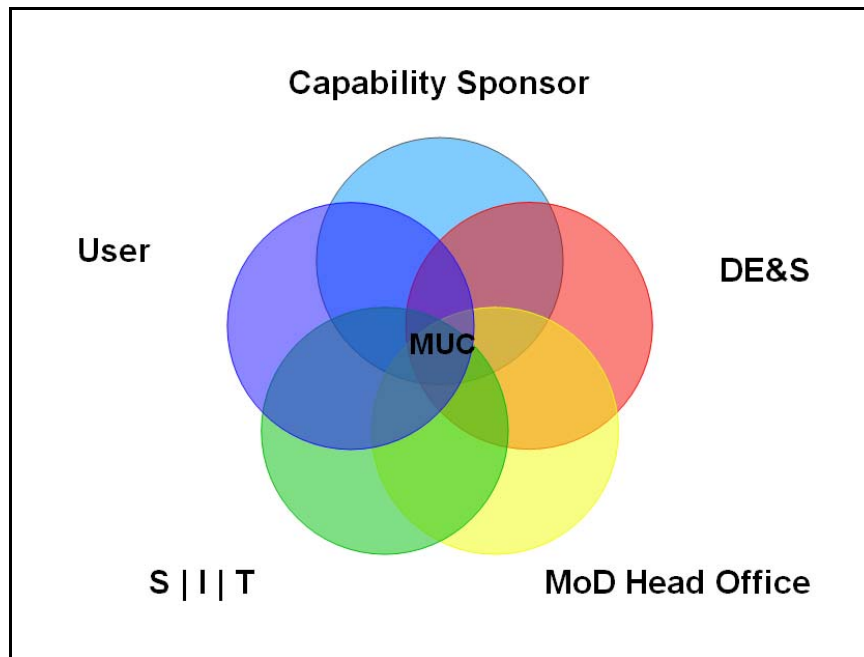 Capability Sponsor
User
DE&S
MUC
S | I | T
MoD Head Office